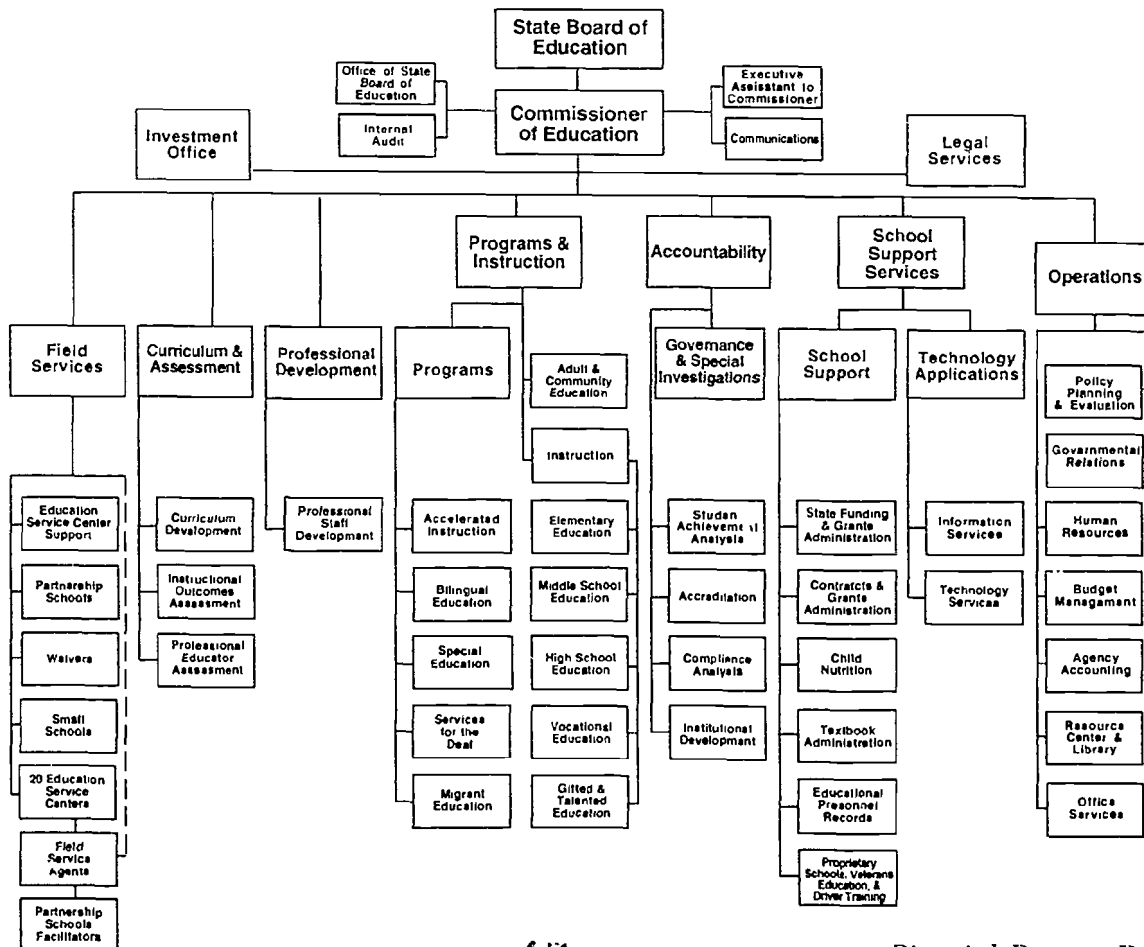 State Board of
Education
Office of State
Board of
Education
Executive
Assistant to
Commissioner
Commissioner
of Education
Internal
Audit
Communications
Investment
Office
Legal
Services
Programs &
Instruction
Accountability
School
Support
Services
Operations
Field
Services
Curriculum &
Assessment
Professional
Development
Programs
Adult &
Community
Education
Instruction
Governance
& Special
Investigations
School
Support
Technology
Applications
Policy
Planning
& Evaluation
Governmental
Relations
Education
Service Center
Support
Partnership
Schools
Waivers
Small
Schools
20 Education
Service
Centers
Field
Service
Agents
Partnership
Schools
Facilitators
Curriculum
Development
Instructional
Outcomes
Assessment
Professional
Educator
Assessment
Professional
Staff
Development
Accelerated
Instruction
Bilingual
Education
Special
Education
Services
for the
Deaf
Migrant
Education
Elementary
Education
Middle School
Education
High School
Education
Vocational
Education
Gifted &
Talented
Education
Studen
Achievement
Analysis
Accreditation
Compliance
Analysis
Institutional
Development
State Funding
& Grants
Administration
Contracts &
Grants
Administration
Child
Nutrition
Textbook
Administration
Educational
Presonnel
Records
Proprietary
Schools, Veterans
Education, &
Driver Training
Information
Services
Technology
Services
Human
Resources
Budget
Management
Agency
Accounting
Resource
Center &
Library
Office
Services